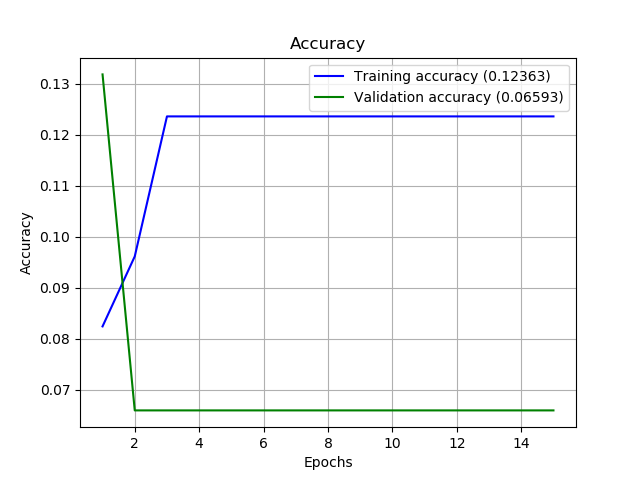 Accuracy
Training accuracy (0.12363)
Validation accuracy (0.06593)
Accuracy
0.13
0.12
0.11
0.10
0.09
0.08
0.07
2 4 6 8 10 12 14
Epochs